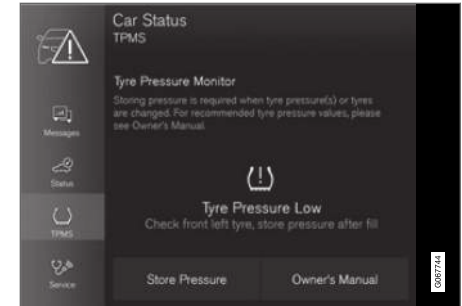 Car Status
TPMS
Tyre Pressure Monitor
Storing pressure is required when tyre pressure(s) or tyres
are changed. For recommended tyre pressure values, please
see Owner's Manual.
Messages
Status
(!)
Tyre Pressure Low
Check front left tyre, store pressure after fill
TPMS
Service
Store Pressure
Owner's Manual
G067744